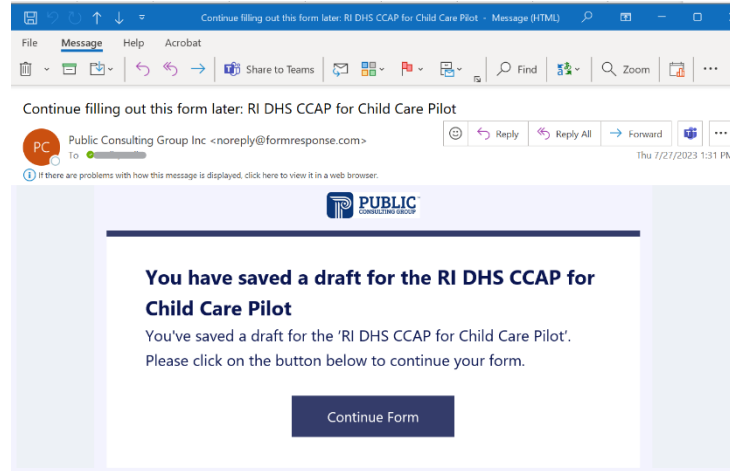 Continue filling out this form later: RI DHS CCAP for Child Care Pilot - Message (HTML)
File Message Help Acrobat
Share to Teams Find Zoom
Continue filling out this form later: RI DHS CCAP for Child Care Pilot
PC
Public Consulting Group Inc <noreply@formresponse.com>
Reply Reply All Forward
To
Thu 7/27/2023 1:31 PM
If there are problems with how this message is displayed, click here to view it in a web browser.
PUBLIC
CONSULTING GROUP
You have saved a draft for the RI DHS CCAP for
Child Care Pilot
You've saved a draft for the 'RI DHS CCAP for Child Care Pilot'.
Please click on the button below to continue your form.
Continue Form